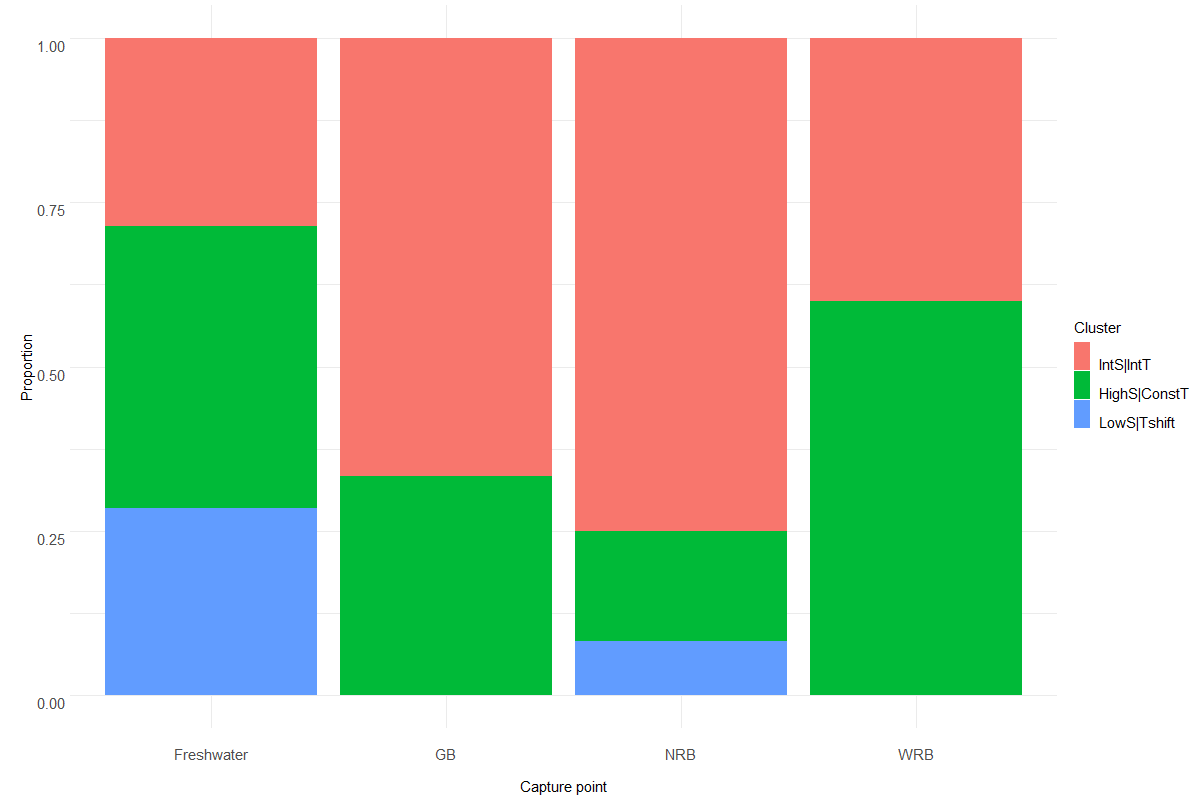 1.00
0.75
0.50
0.25
0.00
Proportion
Freshwater GB NRB WRB
Capture point
Cluster
IntS|IntT
HighS|ConstT
LowS|Tshift